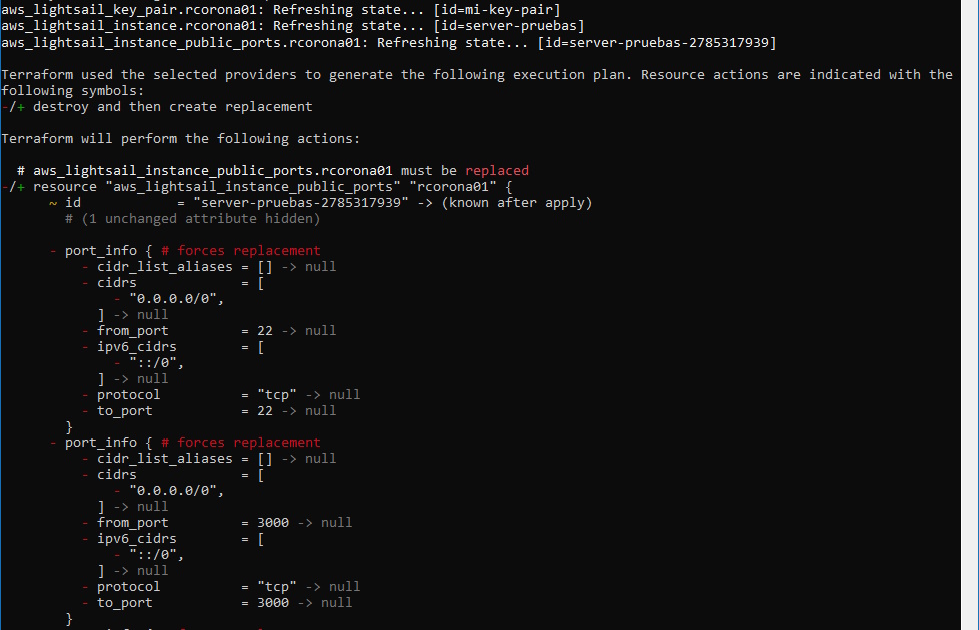 aws_lightsail_key_pair.rcorona01: Refreshing state... [id=mi-key-pair]
aws_lightsail_instance.rcorona01: Refreshing state... [id=server-pruebas]
aws_lightsail_instance_public_ports.rcorona01: Refreshing state... [id=server-pruebas-2785317939]

Terraform used the selected providers to generate the following execution plan. Resource actions are indicated with the
following symbols:
-/+ destroy and then create replacement

Terraform will perform the following actions:

  # aws_lightsail_instance_public_ports.rcorona01 must be replaced
-/+ resource "aws_lightsail_instance_public_ports" "rcorona01" {
      ~ id            = "server-pruebas-2785317939" -> (known after apply)
        # (1 unchanged attribute hidden)

      - port_info { # forces replacement
          - cidr_list_aliases = [] -> null
          - cidrs             = [
              - "0.0.0.0/0",
            ] -> null
          - from_port         = 22 -> null
          - ipv6_cidrs        = [
              - "::/0",
            ] -> null
          - protocol          = "tcp" -> null
          - to_port           = 22 -> null
        }
      - port_info { # forces replacement
          - cidr_list_aliases = [] -> null
          - cidrs             = [
              - "0.0.0.0/0",
            ] -> null
          - from_port         = 3000 -> null
          - ipv6_cidrs        = [
              - "::/0",
            ] -> null
          - protocol          = "tcp" -> null
          - to_port           = 3000 -> null
        }